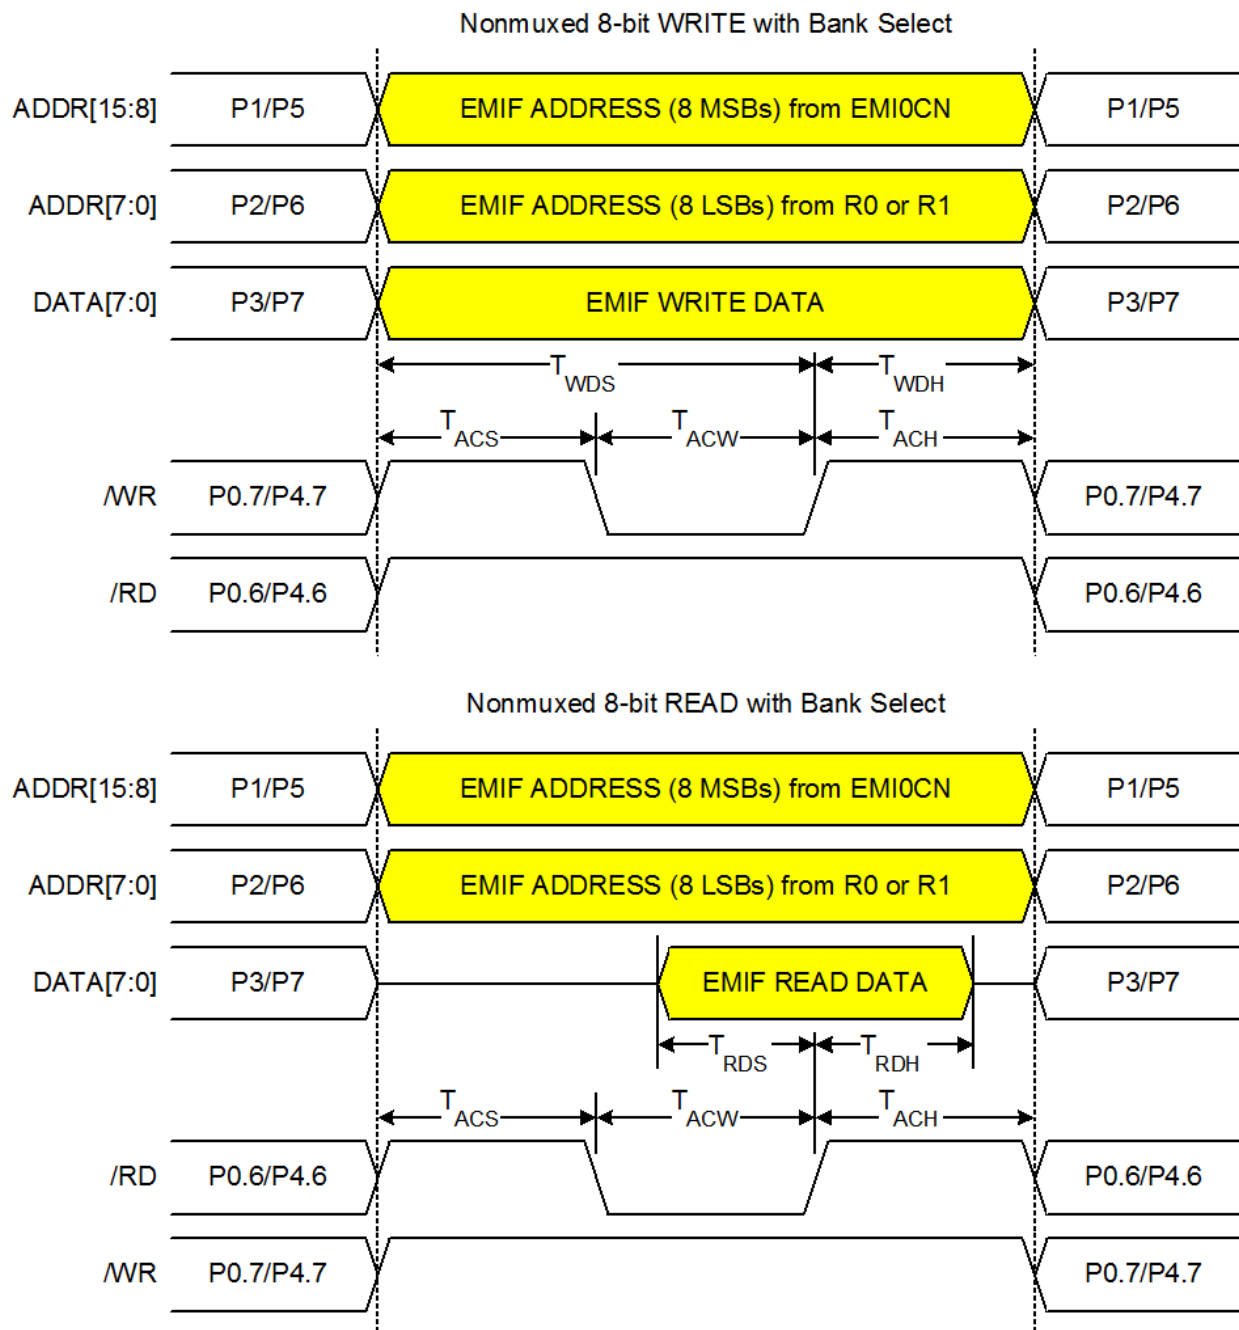 Nonmuxed 8-bit WRITE with Bank Select
ADDR[15:8] P1/P5 EMIF ADDRESS (8 MSBs) from EMI0CN P1/P5
ADDR[7:0] P2/P6 EMIF ADDRESS (8 LSBs) from R0 or R1 P2/P6
DATA[7:0] P3/P7 EMIF WRITE DATA P3/P7
TWDS TWDH
TACS TACW TACH
/WR P0.7/P4.7 P0.7/P4.7
/RD P0.6/P4.6 P0.6/P4.6
Nonmuxed 8-bit READ with Bank Select
ADDR[15:8] P1/P5 EMIF ADDRESS (8 MSBs) from EMI0CN P1/P5
ADDR[7:0] P2/P6 EMIF ADDRESS (8 LSBs) from R0 or R1 P2/P6
DATA[7:0] P3/P7 EMIF READ DATA P3/P7
TRDS TRDH
TACS TACW TACH
/RD P0.6/P4.6 P0.6/P4.6
/WR P0.7/P4.7 P0.7/P4.7